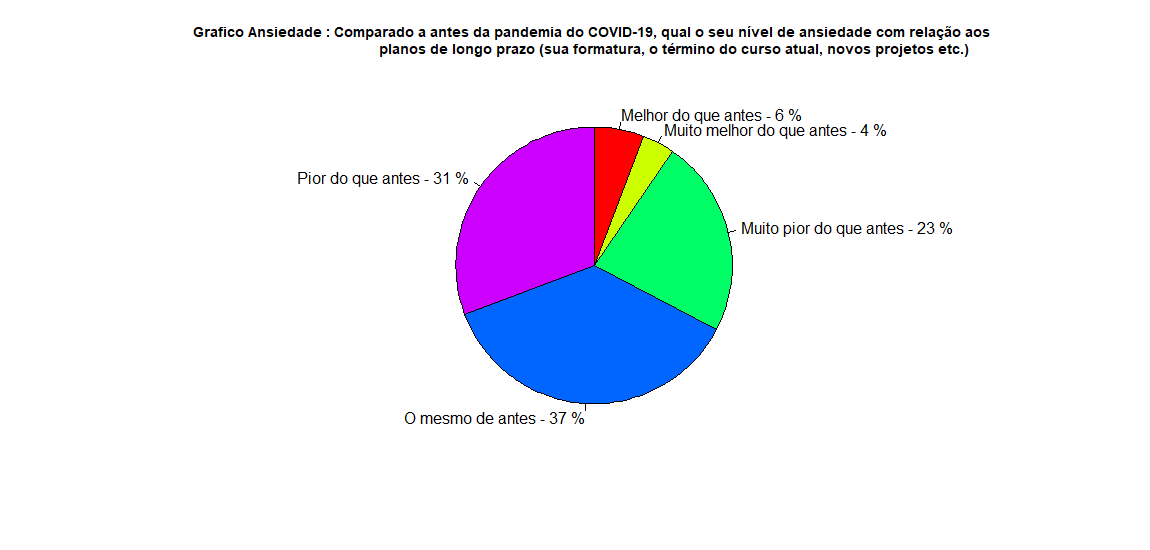 Grafico Ansiedade : Comparado a antes da pandemia do COVID-19, qual o seu nível de ansiedade com relação aos
planos de longo prazo (sua formatura, o término do curso atual, novos projetos etc.)
Melhor do que antes - 6 %
Muito melhor do que antes - 4 %
Pior do que antes - 31 %
Muito pior do que antes - 23 %
O mesmo de antes - 37 %